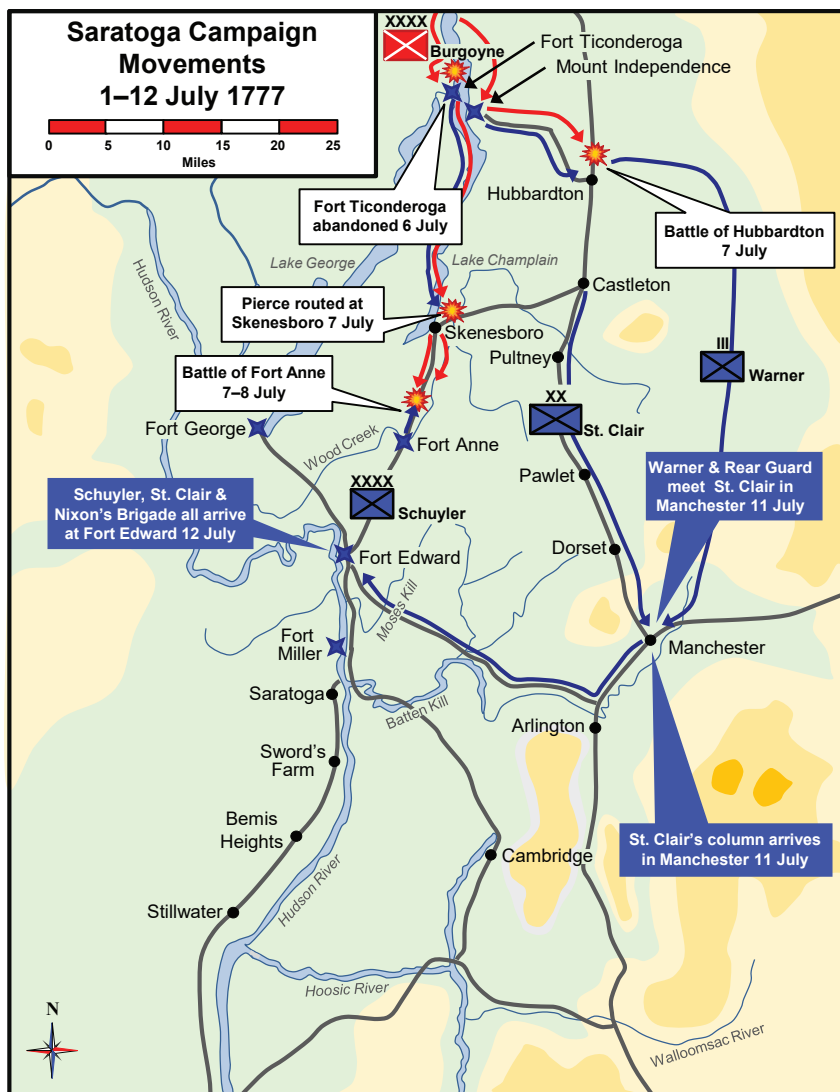 Saratoga Campaign
Movements
1–12 July 1777
0 5 10 15 20 25
Miles
XXXX
Burgoyne
Fort Ticonderoga
Mount Independence
Hubbardton
Fort Ticonderoga
abandoned 6 July
Battle of Hubbardton
7 July
Hudson River
Lake George
Lake Champlain
Castleton
Pierce routed at
Skenesboro 7 July
Skenesboro
Pultney
III
Warner
Battle of Fort Anne
7–8 July
XX
St. Clair
Fort George
Wood Creek
Fort Anne
Pawlet
Warner & Rear Guard
meet St. Clair in
Manchester 11 July
XXXX
Schuyler
Schuyler, St. Clair &
Nixon's Brigade all arrive
at Fort Edward 12 July
Fort Edward
Dorset
Moses Kill
Fort
Miller
Manchester
Saratoga
Batten Kill
Arlington
Sword's
Farm
Bemis
Heights
Cambridge
St. Clair's column arrives
in Manchester 11 July
Stillwater
Hudson River
Hoosic River
Walloomsac River
N